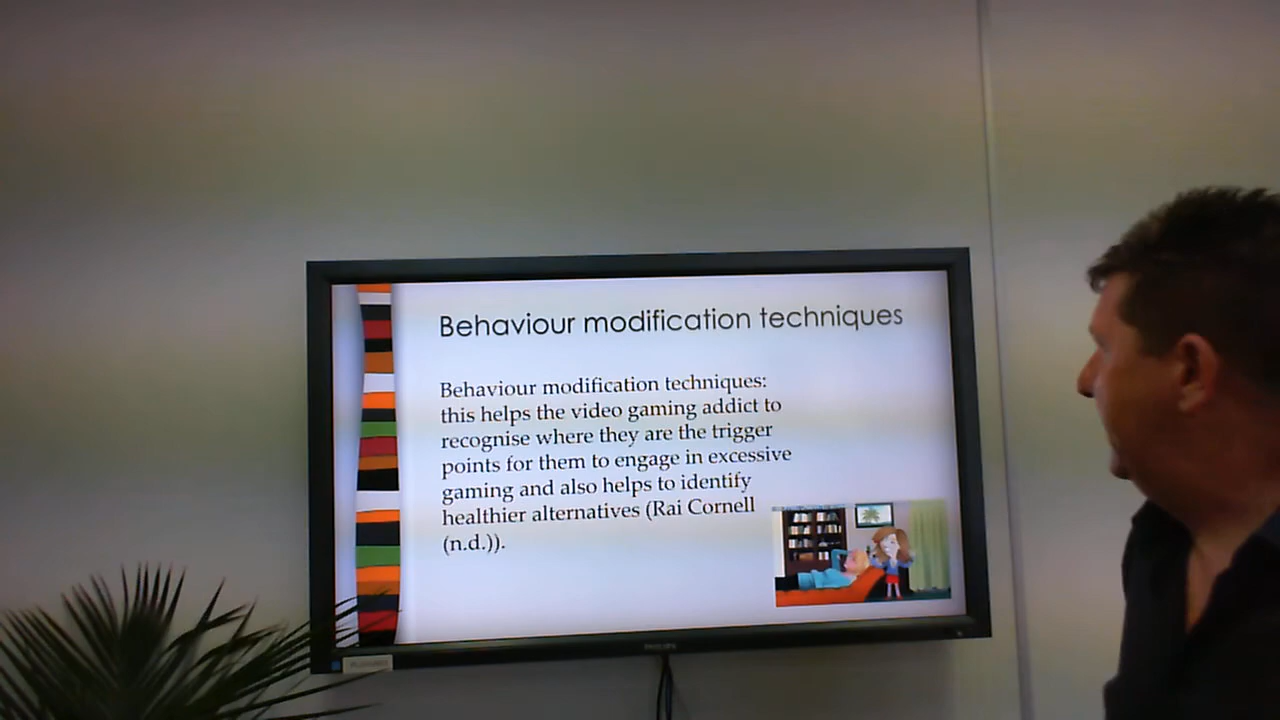 Behaviour modification techniques
Behaviour modification techniques:
this helps the video gaming addict to
recognise where they are the trigger
points for them to engage in excessive
gaming and also helps to identify
healthier alternatives (Rai Cornell
(n.d.)).